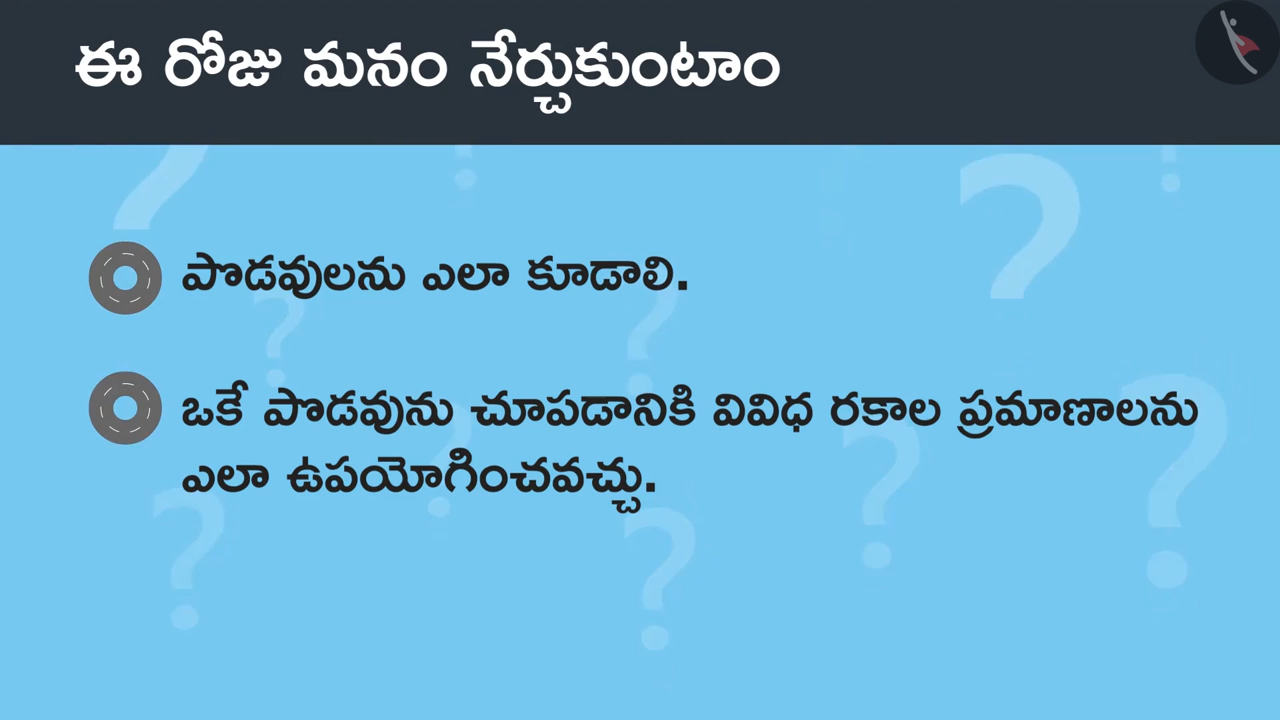 ఈ రోజు మనం నేర్చుకుంటాం
పొడవులను ఎలా కూడాలి.
ఒకే పొడవును చూపడానికి వివిధ రకాల ప్రమాణాలను
ఎలా ఉపయోగించవచ్చు.